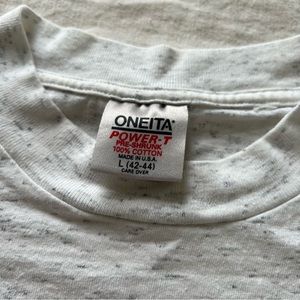 ONEITA®
POWER-T
PRE-SHRUNK
100% COTTON
MADE IN U.S.A.
L (42-44)
CARE OVER